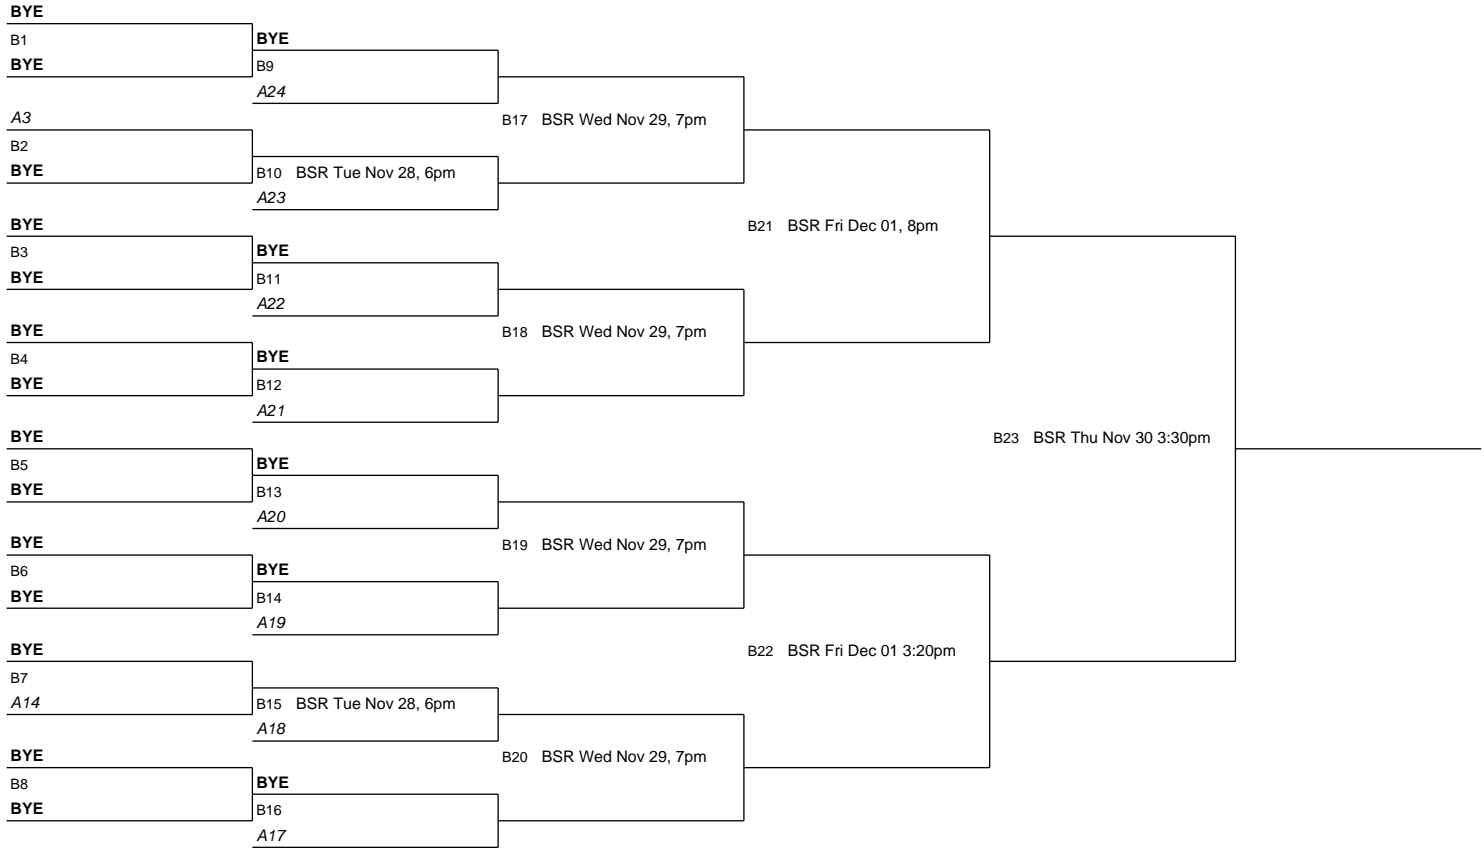 BYE
B1
BYE
BYE
B9
A24
A3
B2
BYE
B10 BSR Tue Nov 28, 6pm
A23
B17 BSR Wed Nov 29, 7pm
BYE
B3
BYE
BYE
B11
A22
BYE
B4
BYE
BYE
B12
A21
B18 BSR Wed Nov 29, 7pm
B21 BSR Fri Dec 01, 8pm
BYE
B5
BYE
BYE
B13
A20
BYE
B6
BYE
BYE
B14
A19
B19 BSR Wed Nov 29, 7pm
BYE
B7
A14
B15 BSR Tue Nov 28, 6pm
A18
BYE
B8
BYE
BYE
B16
A17
B20 BSR Wed Nov 29, 7pm
B22 BSR Fri Dec 01 3:20pm
B23 BSR Thu Nov 30 3:30pm